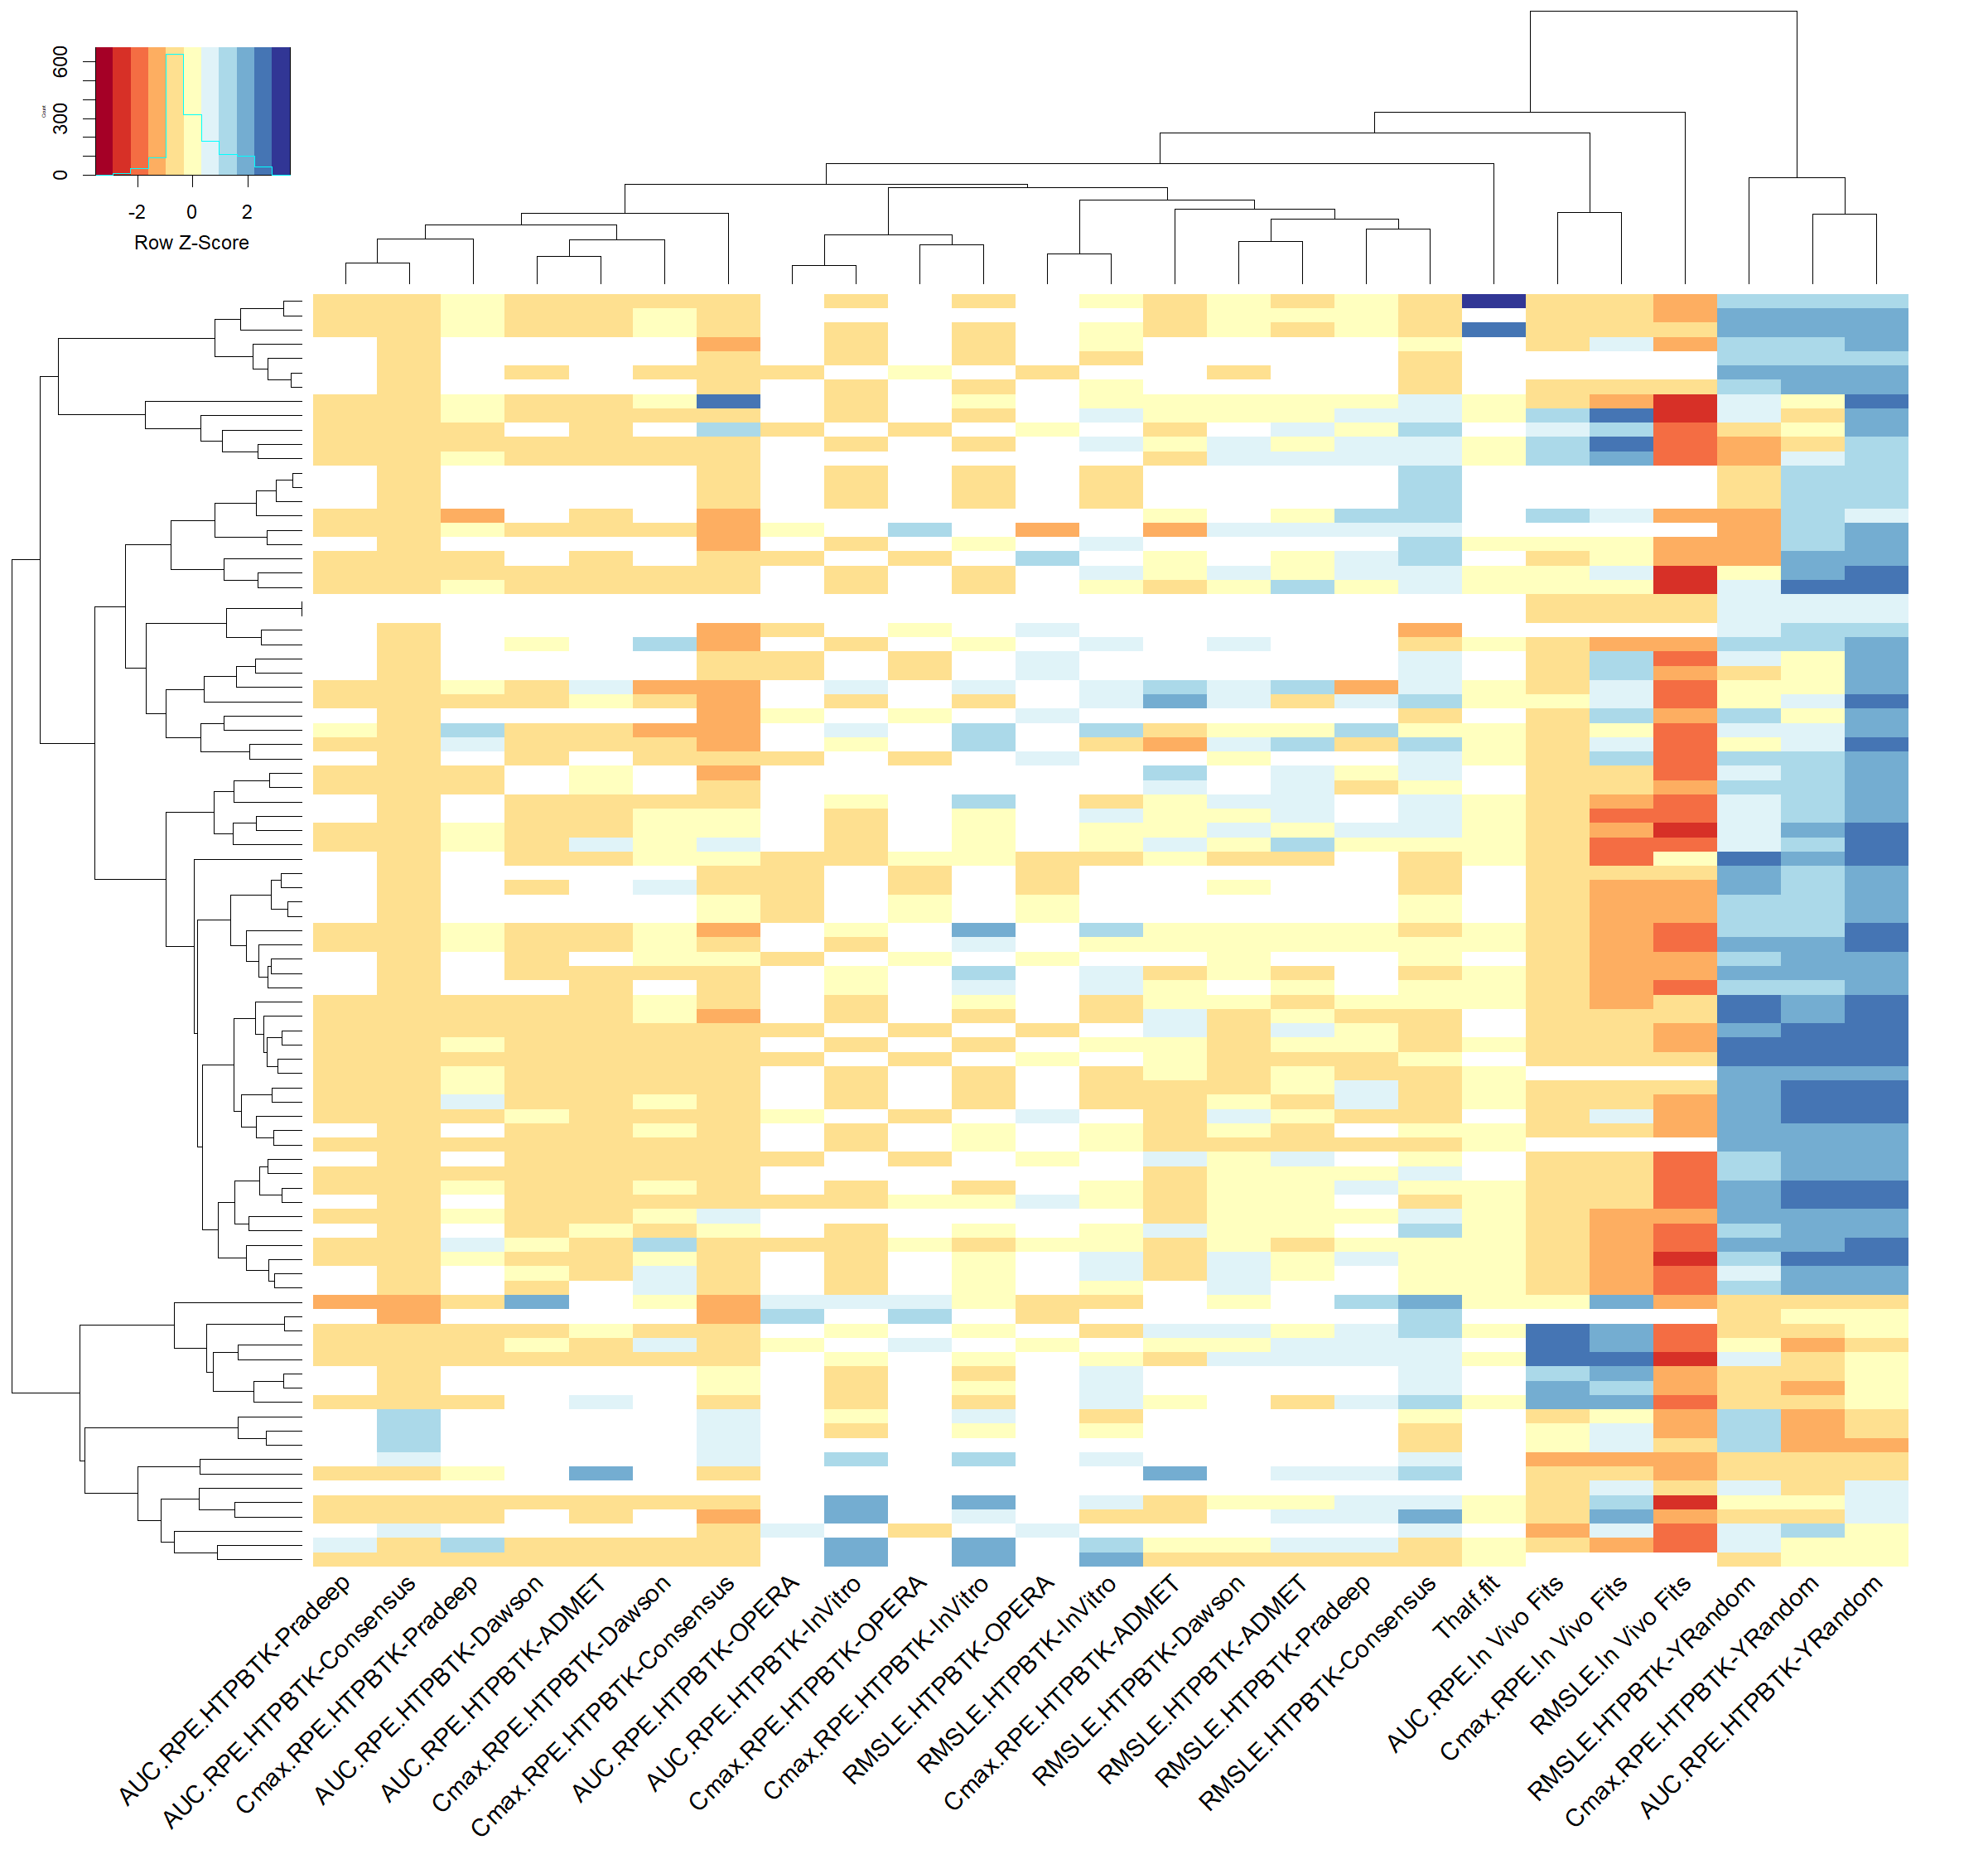 600
300
0
Count
-2 0 2
Row Z-Score
AUC.RPE.HTPBTK-Pradeep
AUC.RPE.HTPBTK-Consensus
Cmax.RPE.HTPBTK-Pradeep
AUC.RPE.HTPBTK-Dawson
AUC.RPE.HTPBTK-ADMET
Cmax.RPE.HTPBTK-Dawson
Cmax.RPE.HTPBTK-Consensus
AUC.RPE.HTPBTK-OPERA
AUC.RPE.HTPBTK-InVitro
Cmax.RPE.HTPBTK-OPERA
Cmax.RPE.HTPBTK-InVitro
RMSLE.HTPBTK-OPERA
RMSLE.HTPBTK-InVitro
Cmax.RPE.HTPBTK-ADMET
RMSLE.HTPBTK-Dawson
RMSLE.HTPBTK-ADMET
RMSLE.HTPBTK-Pradeep
RMSLE.HTPBTK-Consensus
Thalf.fit
AUC.RPE.In Vivo Fits
Cmax.RPE.In Vivo Fits
RMSLE.In Vivo Fits
RMSLE.HTPBTK-YRandom
Cmax.RPE.HTPBTK-YRandom
AUC.RPE.HTPBTK-YRandom